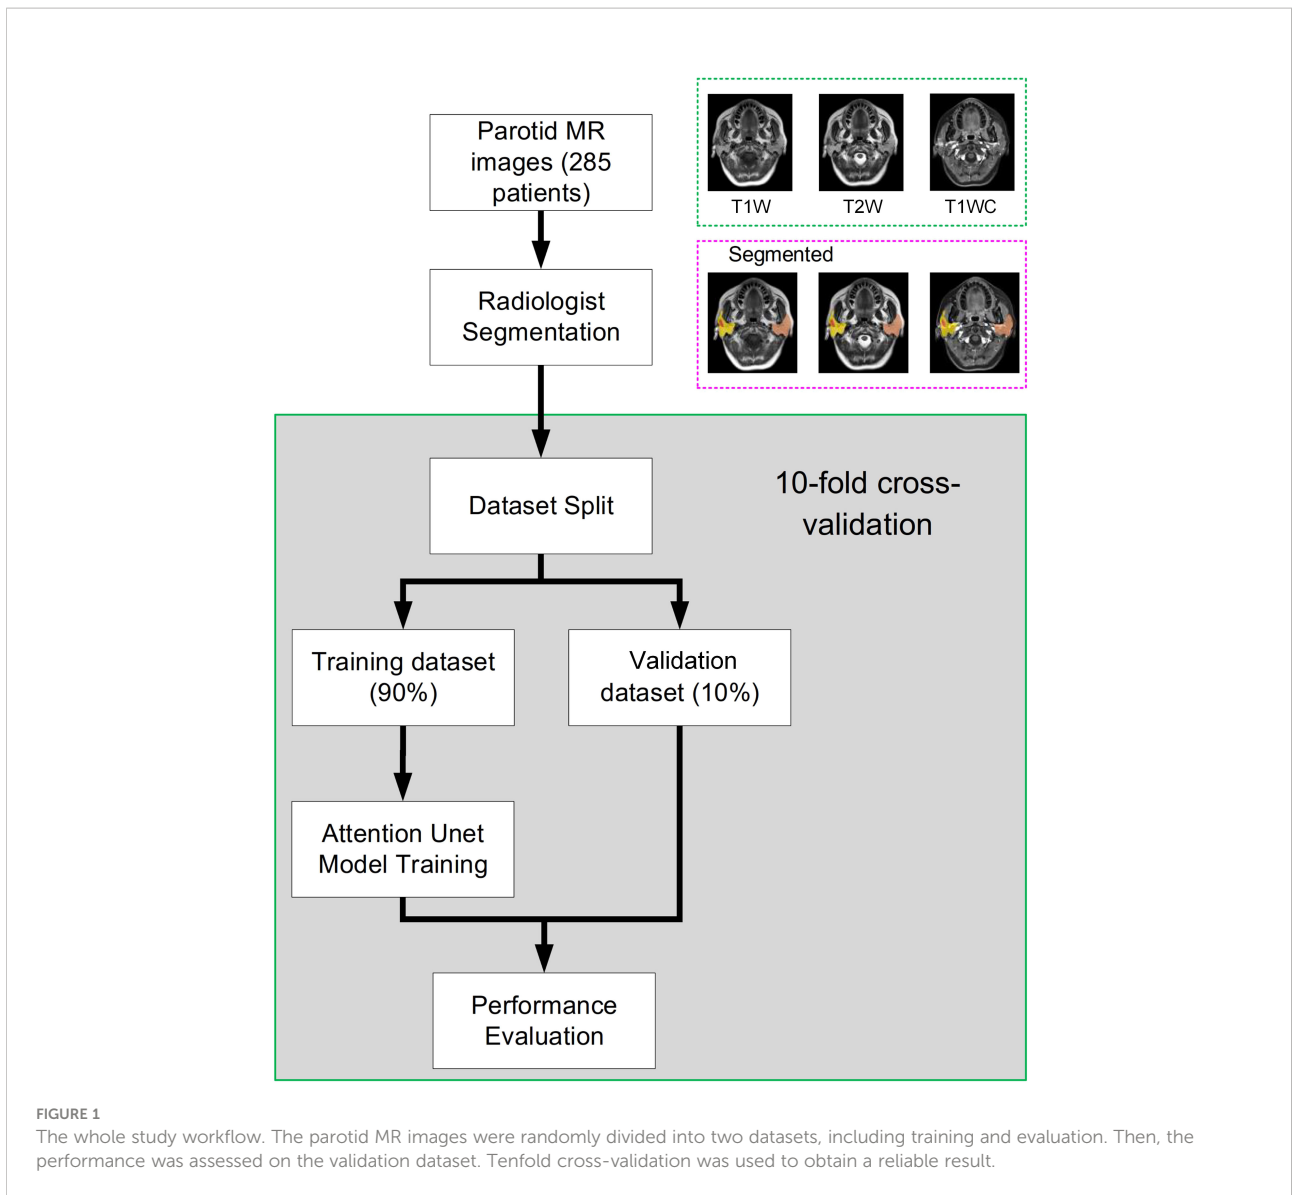 Parotid MR
images (285
patients)
T1W
T2W
T1WC
Segmented
Radiologist
Segmentation
10-fold cross-
validation
Dataset Split
Training dataset
(90%)
Validation
dataset (10%)
Attention Unet
Model Training
Performance
Evaluation
FIGURE 1
The whole study workflow. The parotid MR images were randomly divided into two datasets, including training and evaluation. Then, the
performance was assessed on the validation dataset. Tenfold cross-validation was used to obtain a reliable result.